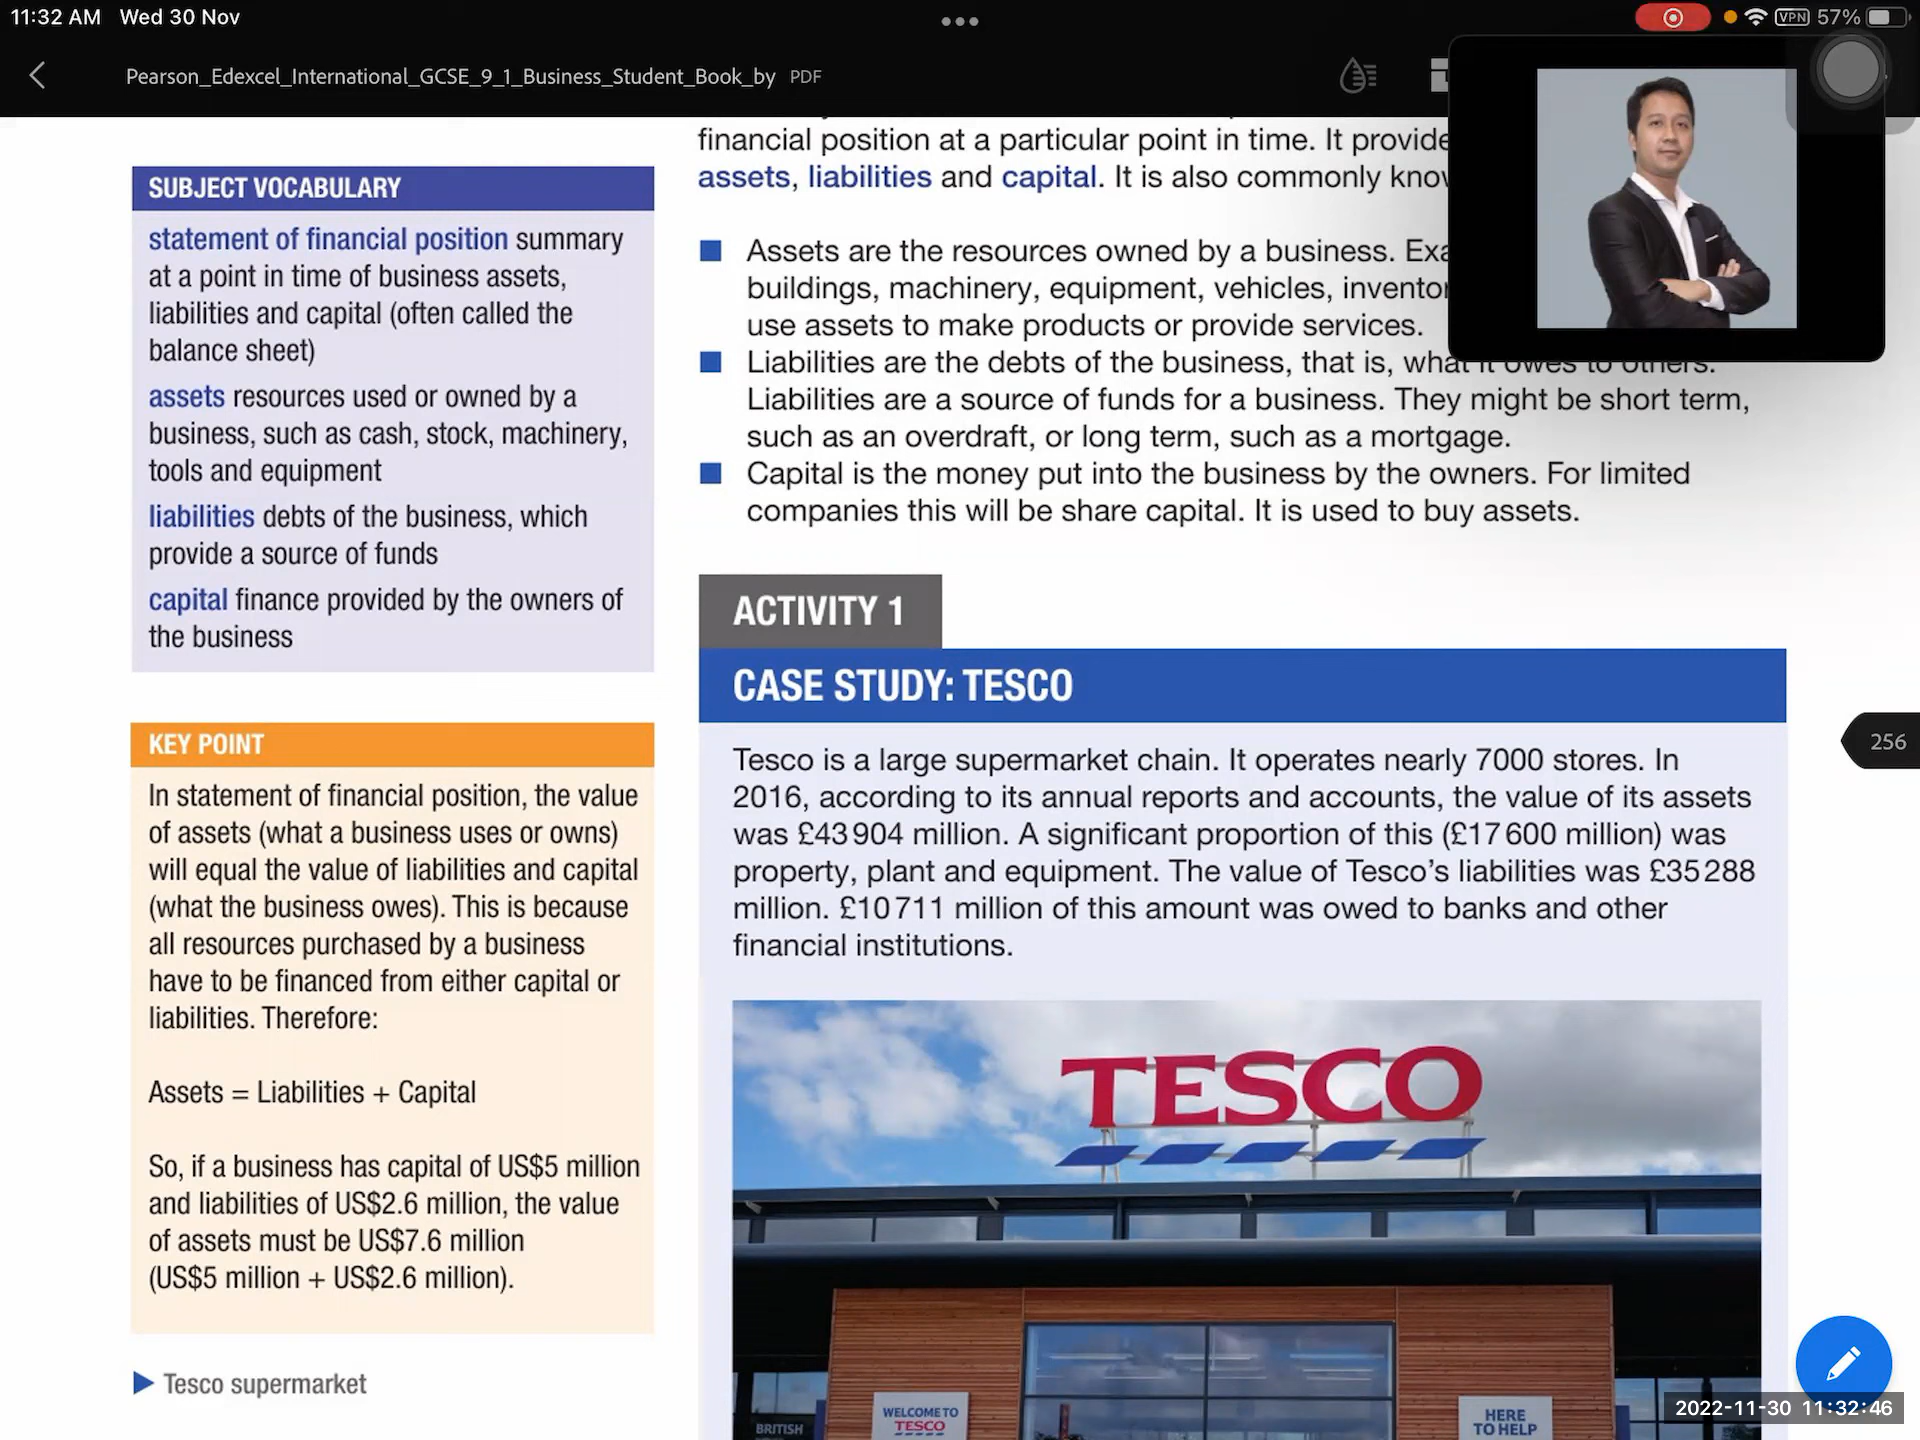 11:32 AM Wed 30 Nov
VPN 57%
Pearson_Edexcel_International_GCSE_9_1_Business_Student_Book_by PDF
SUBJECT VOCABULARY
statement of financial position summary
at a point in time of business assets,
liabilities and capital (often called the
balance sheet)
assets resources used or owned by a
business, such as cash, stock, machinery,
tools and equipment
liabilities debts of the business, which
provide a source of funds
capital finance provided by the owners of
the business
KEY POINT
In statement of financial position, the value
of assets (what a business uses or owns)
will equal the value of liabilities and capital
(what the business owes). This is because
all resources purchased by a business
have to be financed from either capital or
liabilities. Therefore:
Assets = Liabilities + Capital
So, if a business has capital of US$5 million
and liabilities of US$2.6 million, the value
of assets must be US$7.6 million
(US$5 million + US$2.6 million).
Tesco supermarket
financial position at a particular point in time. It provide
assets, liabilities and capital. It is also commonly know
Assets are the resources owned by a business. Exa
buildings, machinery, equipment, vehicles, inventor
use assets to make products or provide services.
Liabilities are the debts of the business, that is, what it owes to others.
Liabilities are a source of funds for a business. They might be short term,
such as an overdraft, or long term, such as a mortgage.
Capital is the money put into the business by the owners. For limited
companies this will be share capital. It is used to buy assets.
ACTIVITY 1
CASE STUDY: TESCO
Tesco is a large supermarket chain. It operates nearly 7000 stores. In
2016, according to its annual reports and accounts, the value of its assets
was £43 904 million. A significant proportion of this (£17 600 million) was
property, plant and equipment. The value of Tesco's liabilities was £35 288
million. £10 711 million of this amount was owed to banks and other
financial institutions.
TESCO
WELCOME TO
TESCO
BRITISH
HERE
TO HELP
256
2022-11-30 11:32:46